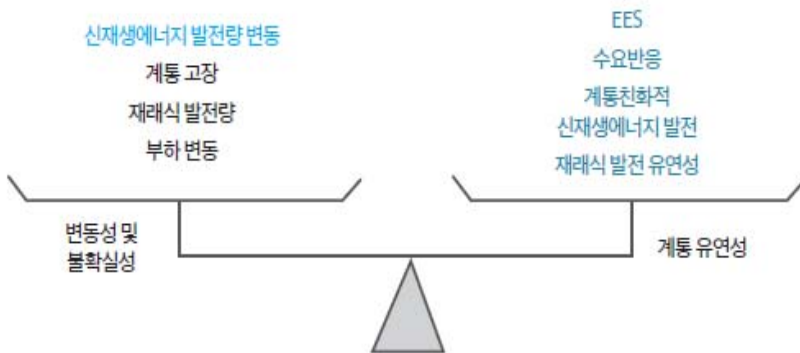 신재생에너지 발전량 변동
계통 고장
재래식 발전량
부하 변동
변동성 및
불확실성
EES
수요반응
계통친화적
신재생에너지 발전
재래식 발전 유연성
계통 유연성